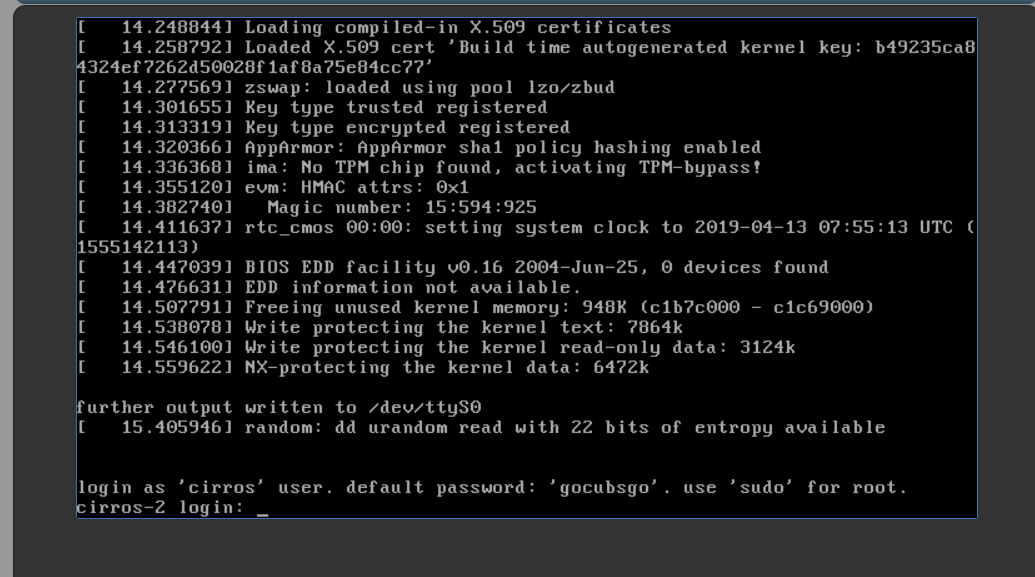 [   14.248844] Loading compiled-in X.509 certificates
[   14.258792] Loaded X.509 cert 'Build time autogenerated kernel key: b49235ca8
4324ef7262d50028f1af8a75e84cc77'
[   14.277569] zswap: loaded using pool lzo/zbud
[   14.301655] Key type trusted registered
[   14.313319] Key type encrypted registered
[   14.320366] AppArmor: AppArmor sha1 policy hashing enabled
[   14.336368] ima: No TPM chip found, activating TPM-bypass!
[   14.355120] evm: HMAC attrs: 0x1
[   14.382740]   Magic number: 15:594:925
[   14.411637] rtc_cmos 00:00: setting system clock to 2019-04-13 07:55:13 UTC (
1555142113)
[   14.447039] BIOS EDD facility v0.16 2004-Jun-25, 0 devices found
[   14.476631] EDD information not available.
[   14.507791] Freeing unused kernel memory: 948K (c1b7c000 - c1c69000)
[   14.538078] Write protecting the kernel text: 7864k
[   14.546100] Write protecting the kernel read-only data: 3124k
[   14.559622] NX-protecting the kernel data: 6472k
further output written to /dev/ttyS0
[   15.405946] random: dd urandom read with 22 bits of entropy available
login as 'cirros' user. default password: 'gocubsgo'. use 'sudo' for root.
cirros-2 login: _